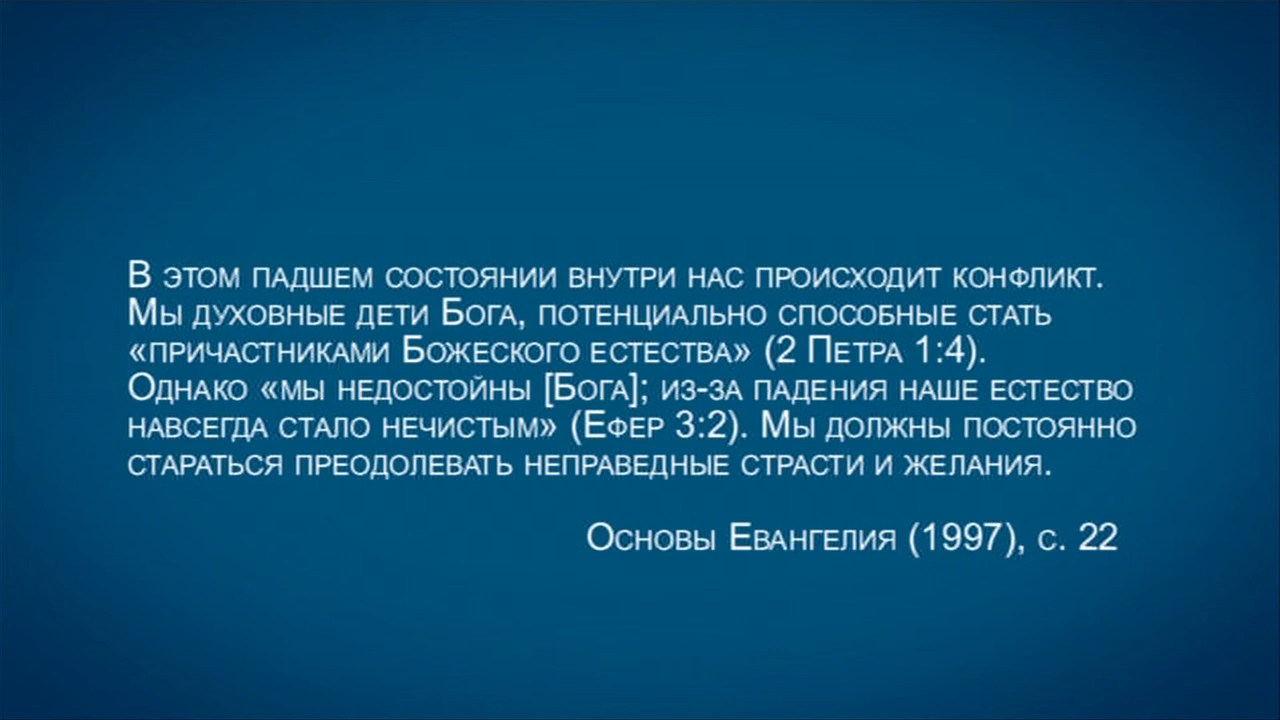 В этом падшем состоянии внутри нас происходит конфликт.
Мы духовные дети Бога, потенциально способные стать
«причастниками Божеского естества» (2 Петра 1:4).
Однако «мы недостойны [Бога]; из-за падения наше естество
навсегда стало нечистым» (Ефер 3:2). Мы должны постоянно
стараться преодолевать неправедные страсти и желания.
Основы Евангелия (1997), с. 22